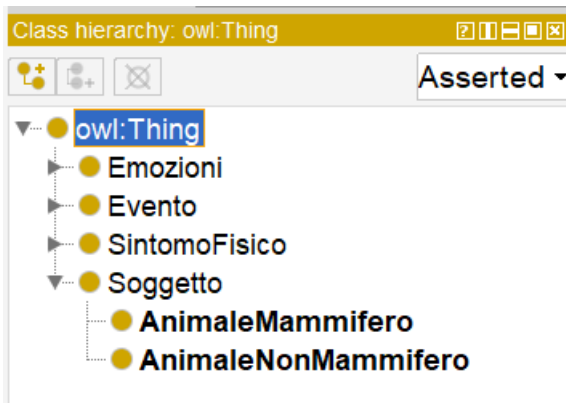 Class hierarchy: owl:Thing
Asserted
owl:Thing
Emozioni
Evento
SintomoFisico
Soggetto
AnimaleMammifero
AnimaleNonMammifero